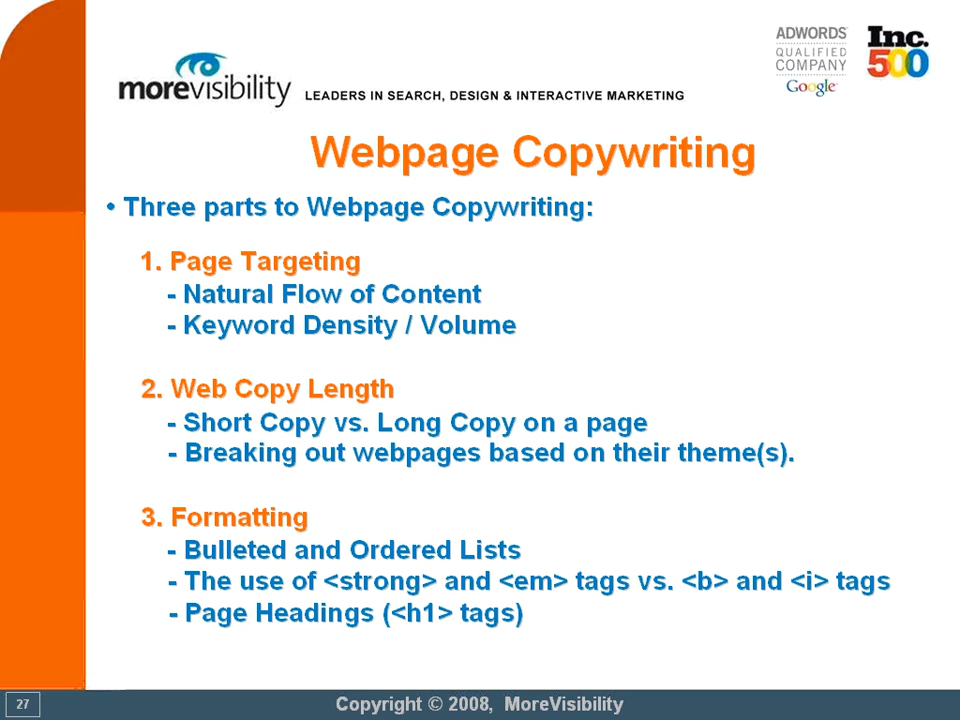 ADWORDS
QUALIFIED
COMPANY
Google
Inc.
500
morevisibility LEADERS IN SEARCH, DESIGN & INTERACTIVE MARKETING
Webpage Copywriting
• Three parts to Webpage Copywriting:
1. Page Targeting
- Natural Flow of Content
- Keyword Density / Volume
2. Web Copy Length
- Short Copy vs. Long Copy on a page
- Breaking out webpages based on their theme(s).
3. Formatting
- Bulleted and Ordered Lists
- The use of <strong> and <em> tags vs. <b> and <i> tags
- Page Headings (<h1> tags)
27
Copyright © 2008, MoreVisibility